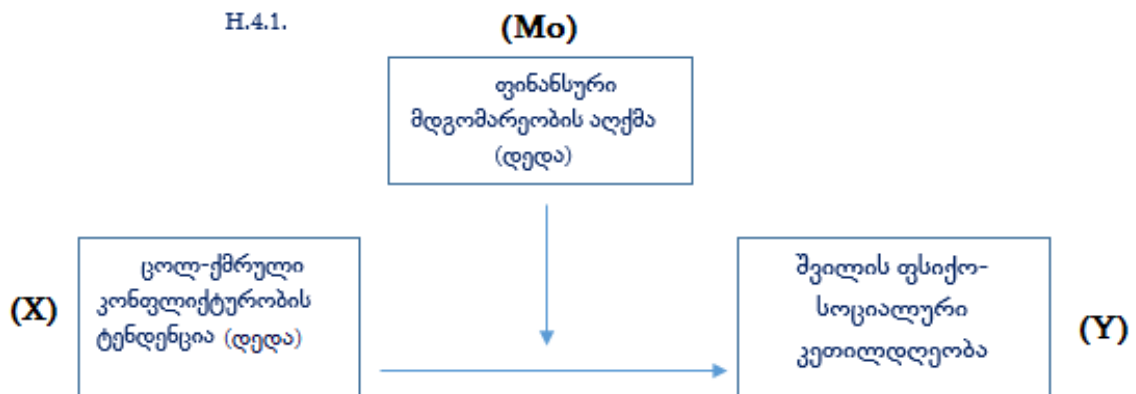 H.4.1.
(Mo)
ფინანსური
მდგომარეობის აღქმა
(დედა)
(X)
ცოლ-ქმრული
კონფლიქტურობის
ტენდენცია (დედა)
შვილის ფსიქო-
სოციალური
კეთილდღეობა
(Y)